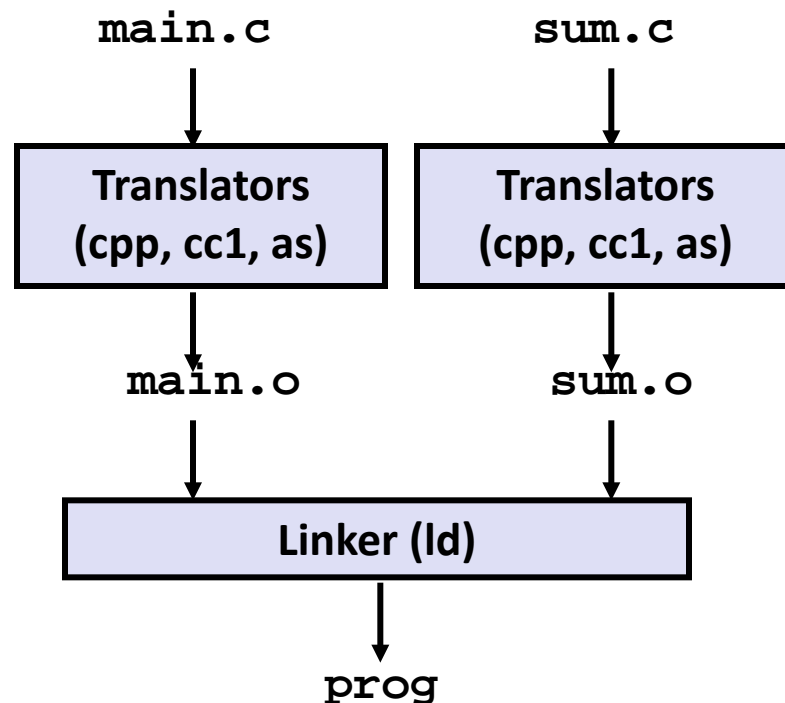 main.c
sum.c
Translators
(cpp, cc1, as)
Translators
(cpp, cc1, as)
main.o
sum.o
Linker (ld)
prog